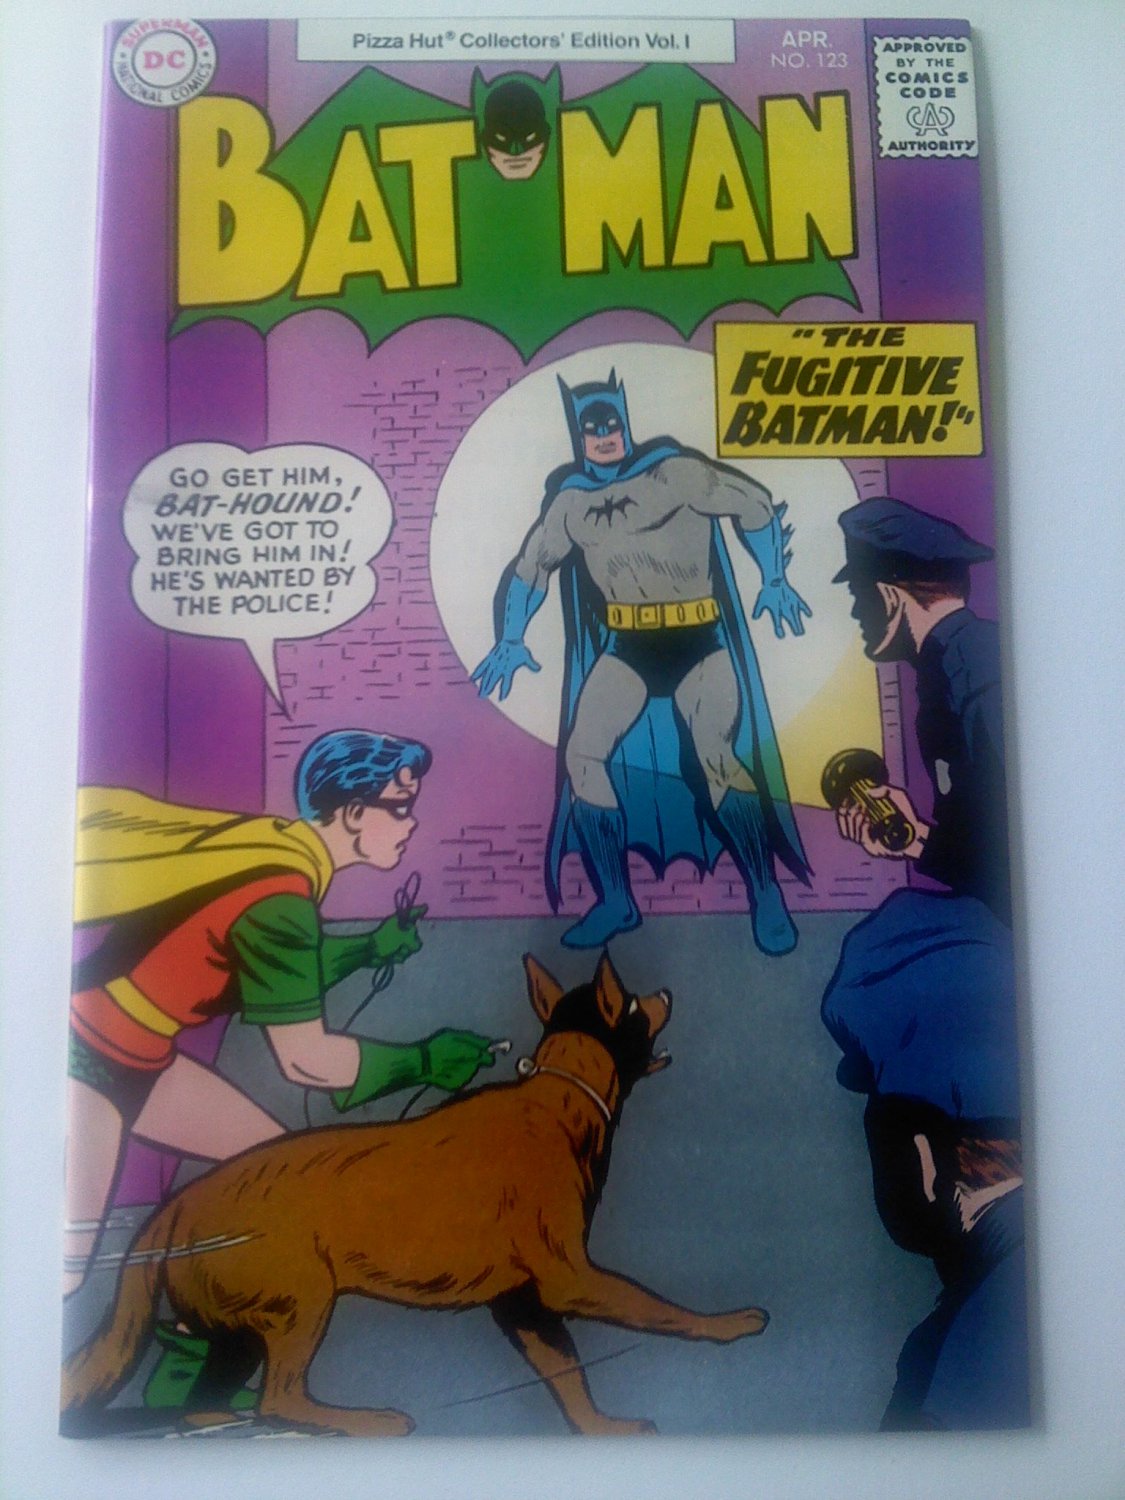 SUPERMAN
DC
NATIONAL COMICS
Pizza Hut® Collectors' Edition Vol. I
APR.
NO. 123
APPROVED
BY THE
COMICS
CODE
CA
AUTHORITY
BATMAN
"THE
FUGITIVE
BATMAN!"
GO GET HIM,
BAT-HOUND!
WE'VE GOT TO
BRING HIM IN!
HE'S WANTED BY
THE POLICE!